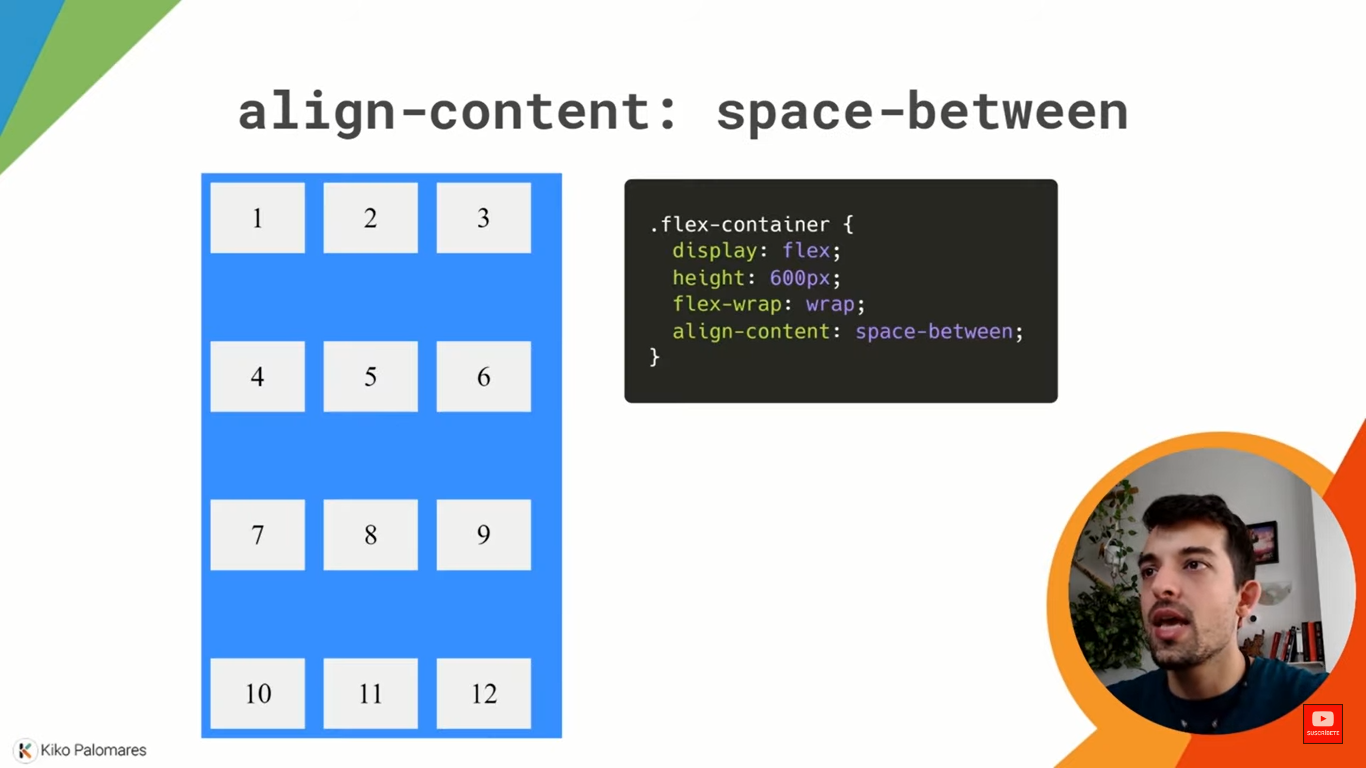 align-content: space-between
1 2 3
4 5 6
7 8 9
10 11 12
.flex-container {
display: flex;
height: 600px;
flex-wrap: wrap;
align-content: space-between;
}
Kiko Palomares
SUSCRÍBETE